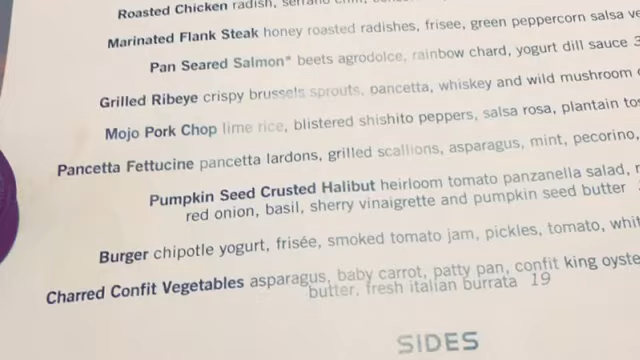 Roasted Chicken radish,
Marinated Flank Steak honey roasted radishes, frisee, green peppercorn salsa
Pan Seared Salmon* beets agrodolce, rainbow chard, yogurt dill sauce 3
Grilled Ribeye crispy brussels sprouts, pancetta, whiskey and wild mushroom
Mojo Pork Chop lime rice, blistered shishito peppers, salsa rosa, plantain
Pancetta Fettucine pancetta lardons, grilled scallions, asparagus, mint, pecorino,
Pumpkin Seed Crusted Halibut heirloom tomato panzanella salad,
red onion, basil, sherry vinaigrette and pumpkin seed butter
Burger chipotle yogurt, frisée, smoked tomato jam, pickles, tomato,
Charred Confit Vegetables asparagus, baby carrot, patty pan, confit king
butter, fresh italian burrata 19
SIDES